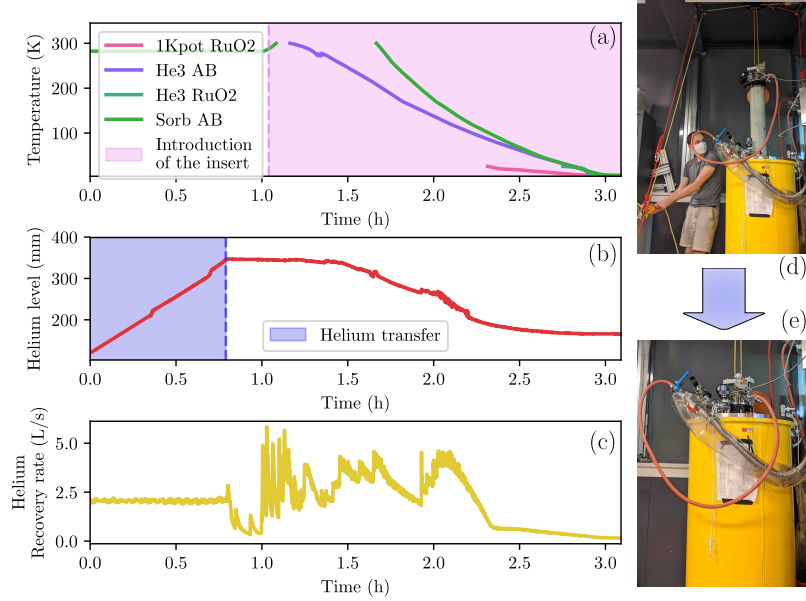 (a)
300
200
100
Temperature (K)
1Kpot RuO2
He3 AB
He3 RuO2
Sorb AB
Introduction
of the insert
0.0 0.5 1.0 1.5 2.0 2.5 3.0
Time (h)
(b)
400
300
200
Helium level (mm)
Helium transfer
0.0 0.5 1.0 1.5 2.0 2.5 3.0
Time (h)
(c)
5.0
2.5
0.0
Helium
Recovery rate (L/s)
0.0 0.5 1.0 1.5 2.0 2.5 3.0
Time (h)
(d)
(e)